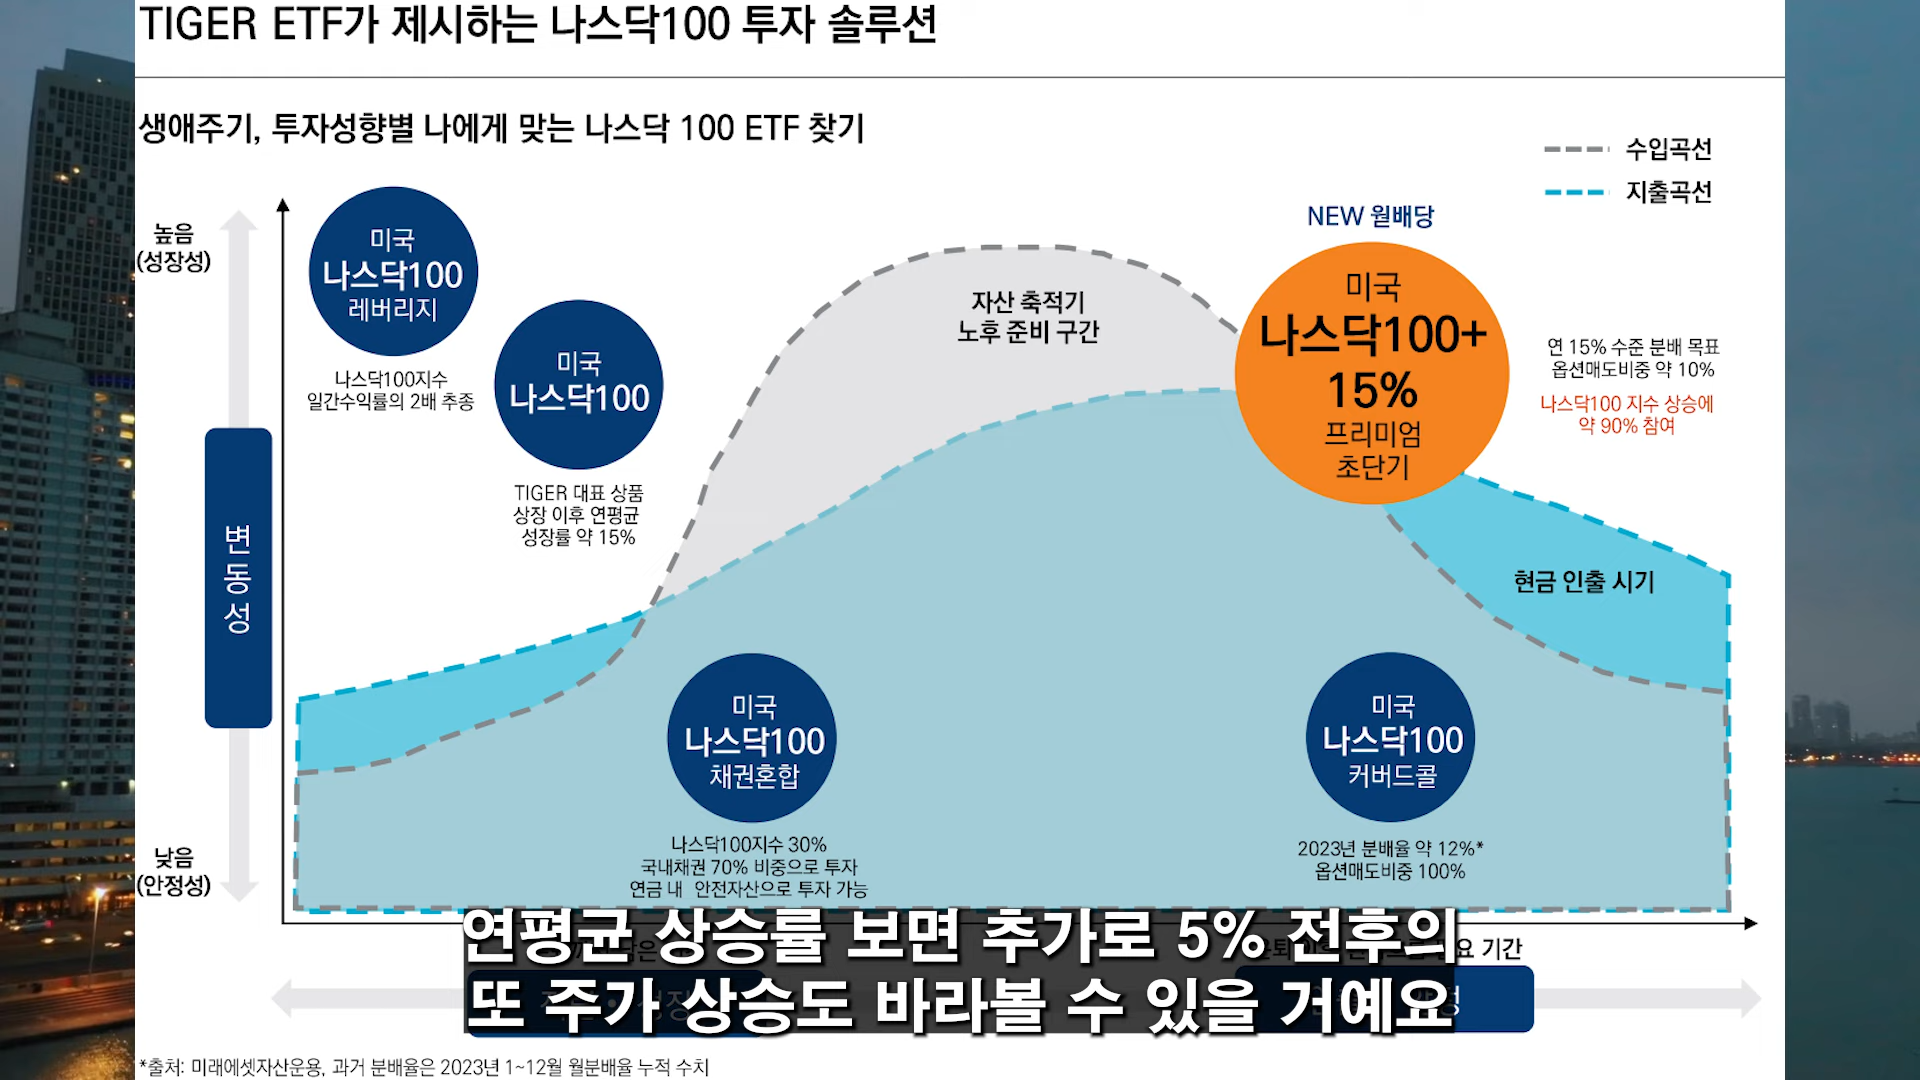 TIGER ETF가 제시하는 나스닥100 투자 솔루션
생애주기, 투자성향별 나에게 맞는 나스닥 100 ETF 찾기
수입곡선
지출곡선
높음
(성장성)
변동성
낮음
(안정성)
미국
나스닥100
레버리지
나스닥100지수
일간수익률의 2배 추종
미국
나스닥100
TIGER 대표 상품
상장 이후 연평균
성장률 약 15%
자산 축적기
노후 준비 구간
NEW 월배당
미국
나스닥100+
15%
프리미엄
초단기
연 15% 수준 분배 목표
옵션매도비중 약 10%
나스닥100 지수 상승에
약 90% 참여
현금 인출 시기
미국
나스닥100
채권혼합
나스닥100지수 30%
국내채권 70% 비중으로 투자
연금 내 안전자산으로 투자 가능
미국
나스닥100
커버드콜
2023년 분배율 약 12%*
옵션매도비중 100%
기간
연평균 상승률 보면 추가로 5% 전후의
또 주가 상승도 바라볼 수 있을 거예요
*출처: 미래에셋자산운용, 과거 분배율은 2023년 1~12월 월분배율 누적 수치